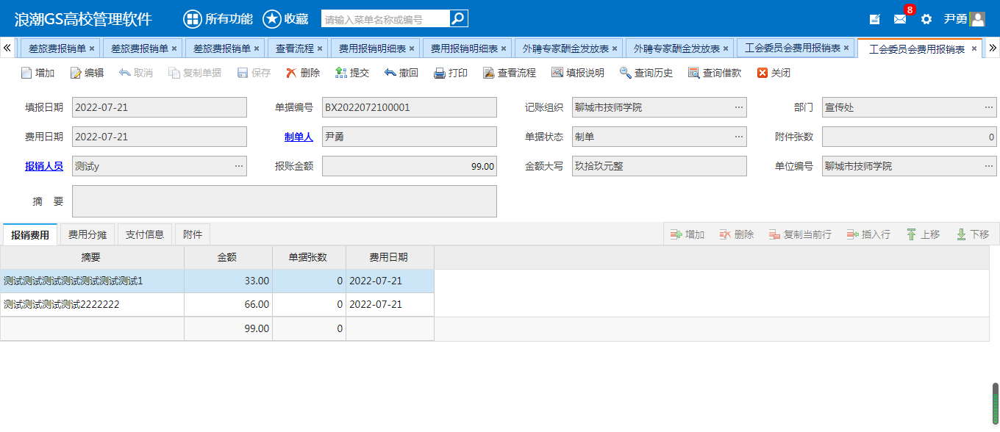 浪潮GS高校管理软件 所有功能 收藏 请输入菜单名称或编号 8 尹勇
差旅费报销单 差旅费报销单 差旅费报销单 查看流程 费用报销明细表 费用报销明细表 外聘专家酬金发放表 外聘专家酬金发放表 工会委员会费用报销表 工会委员会费用报销表
增加 编辑 取消 复制单据 保存 删除 提交 撤回 打印 查看流程 填报说明 查询历史 查询借款 关闭
填报日期 2022-07-21 单据编号 BX2022072100001 记账组织 聊城市技师学院 部门 宣传处
费用日期 2022-07-21 制单人 尹勇 单据状态 制单 附件张数 0
报销人员 测试y 报账金额 99.00 金额大写 玖拾玖元整 单位编号 聊城市技师学院
摘 要
报销费用 费用分摊 支付信息 附件 增加 删除 复制当前行 插入行 上移 下移
摘要 金额 单据张数 费用日期
测试测试测试测试测试测试测试1 33.00 0 2022-07-21
测试测试测试测试2222222 66.00 0 2022-07-21
99.00 0